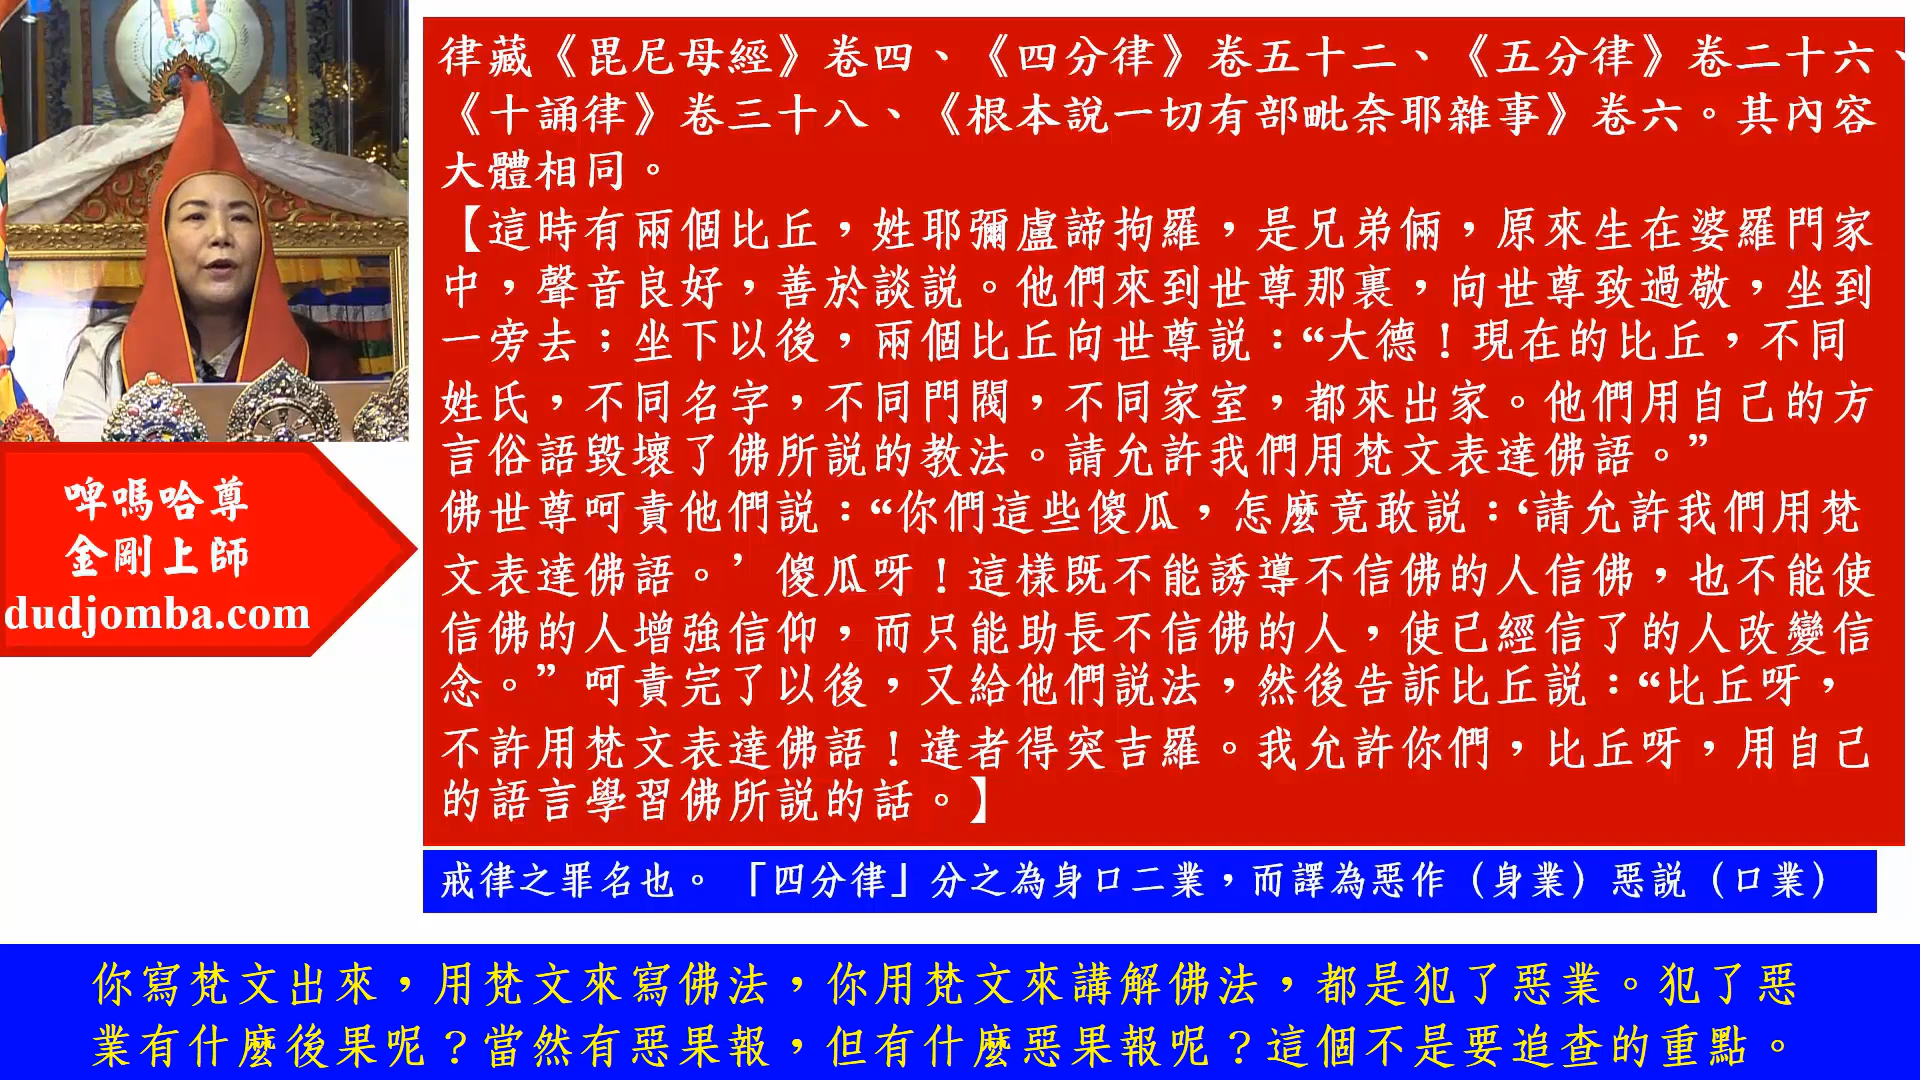 律藏《毘尼母經》卷四、《四分律》卷五十二、《五分律》卷二十六、
《十誦律》卷三十八、《根本說一切有部毗奈耶雜事》卷六。其內容
大體相同。
【這時有兩個比丘，姓耶彌盧諦拘羅，是兄弟倆，原來生在婆羅門家
中，聲音良好，善於談説。他們來到世尊那裏，向世尊致過敬，坐到
一旁去；坐下以後，兩個比丘向世尊説：“大德！現在的比丘，不同
姓氏，不同名字，不同門閥，不同家室，都來出家。他們用自己的方
言俗語毀壞了佛所説的教法。請允許我們用梵文表達佛語。”
佛世尊呵責他們説：“你們這些傻瓜，怎麼竟敢説：‘請允許我們用梵
文表達佛語。’傻瓜呀！這樣既不能誘導不信佛的人信佛，也不能使
信佛的人增強信仰，而只能助長不信佛的人，使已經信了的人改變信
念。”呵責完了以後，又給他們説法，然後告訴比丘説：“比丘呀，
不許用梵文表達佛語！違者得突吉羅。我允許你們，比丘呀，用自己
的語言學習佛所説的話。】
啤嗎哈尊
金剛上師
dudjomba.com
戒律之罪名也。「四分律」分之為身口二業，而譯為惡作（身業）惡説（口業）
你寫梵文出來，用梵文來寫佛法，你用梵文來講解佛法，都是犯了惡業。犯了惡
業有什麼後果呢？當然有惡果報，但有什麼惡果報呢？這個不是要追查的重點。